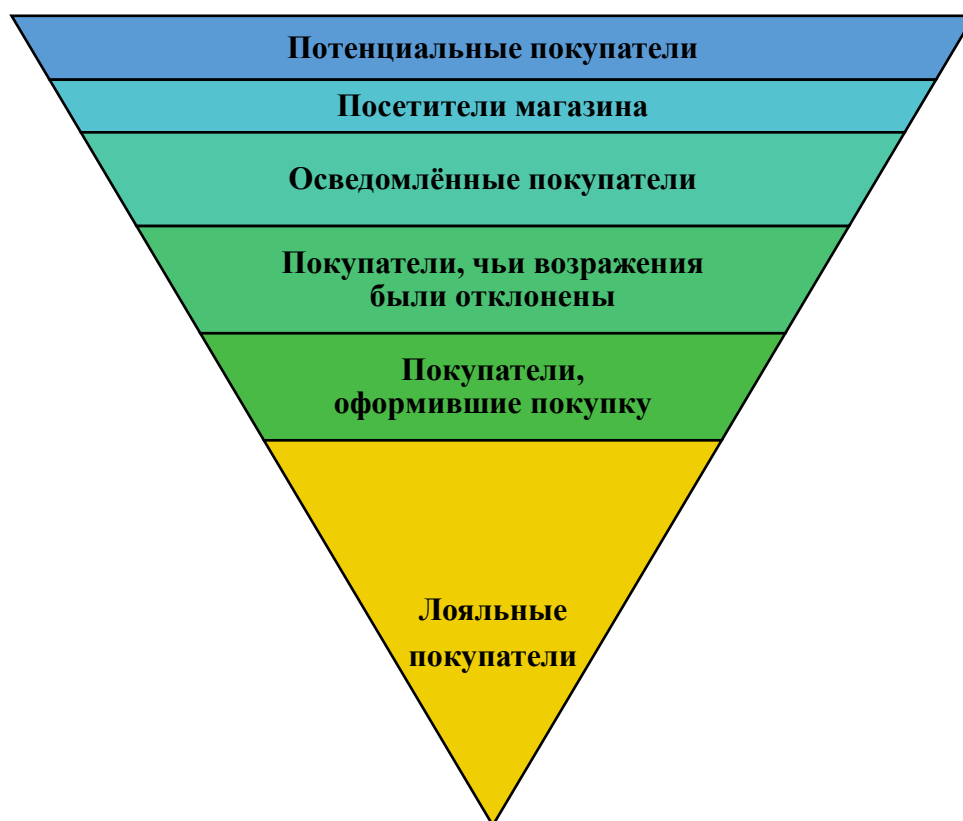 Потенциальные покупатели
Посетители магазина
Осведомлённые покупатели
Покупатели, чьи возражения
были отклонены
Покупатели,
оформившие покупку
Лояльные
покупатели